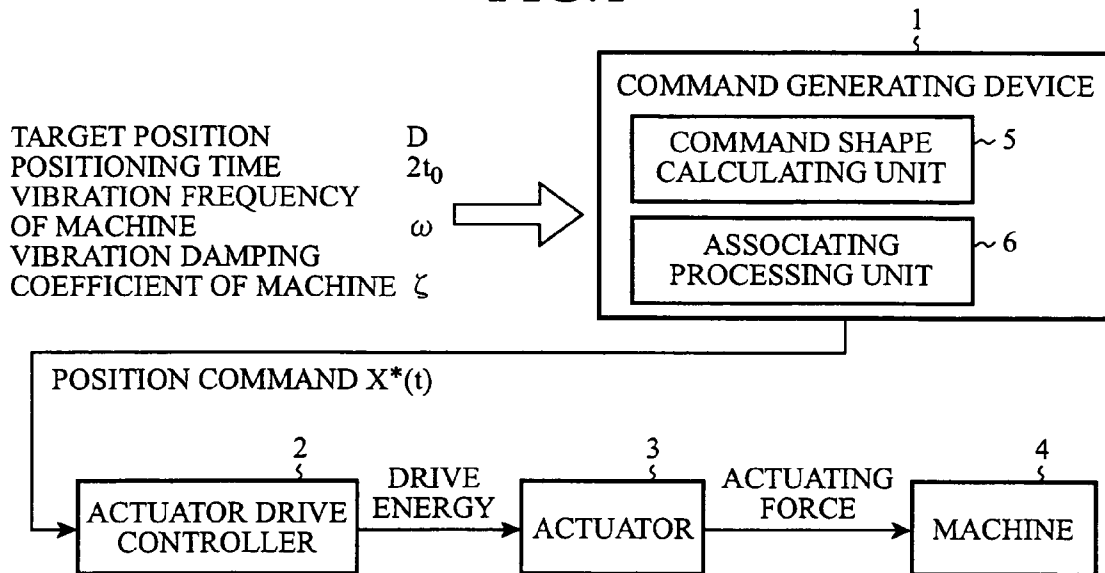 1
COMMAND GENERATING DEVICE
TARGET POSITION D
POSITIONING TIME 2t₀
VIBRATION FREQUENCY
OF MACHINE ω
VIBRATION DAMPING
COEFFICIENT OF MACHINE ζ
COMMAND SHAPE
CALCULATING UNIT
5
ASSOCIATING
PROCESSING UNIT
6
POSITION COMMAND X*(t)
2
ACTUATOR DRIVE
CONTROLLER
DRIVE
ENERGY
3
ACTUATOR
ACTUATING
FORCE
4
MACHINE